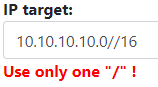 IP target:
10.10.10.10.0//16
Use only one "/" !